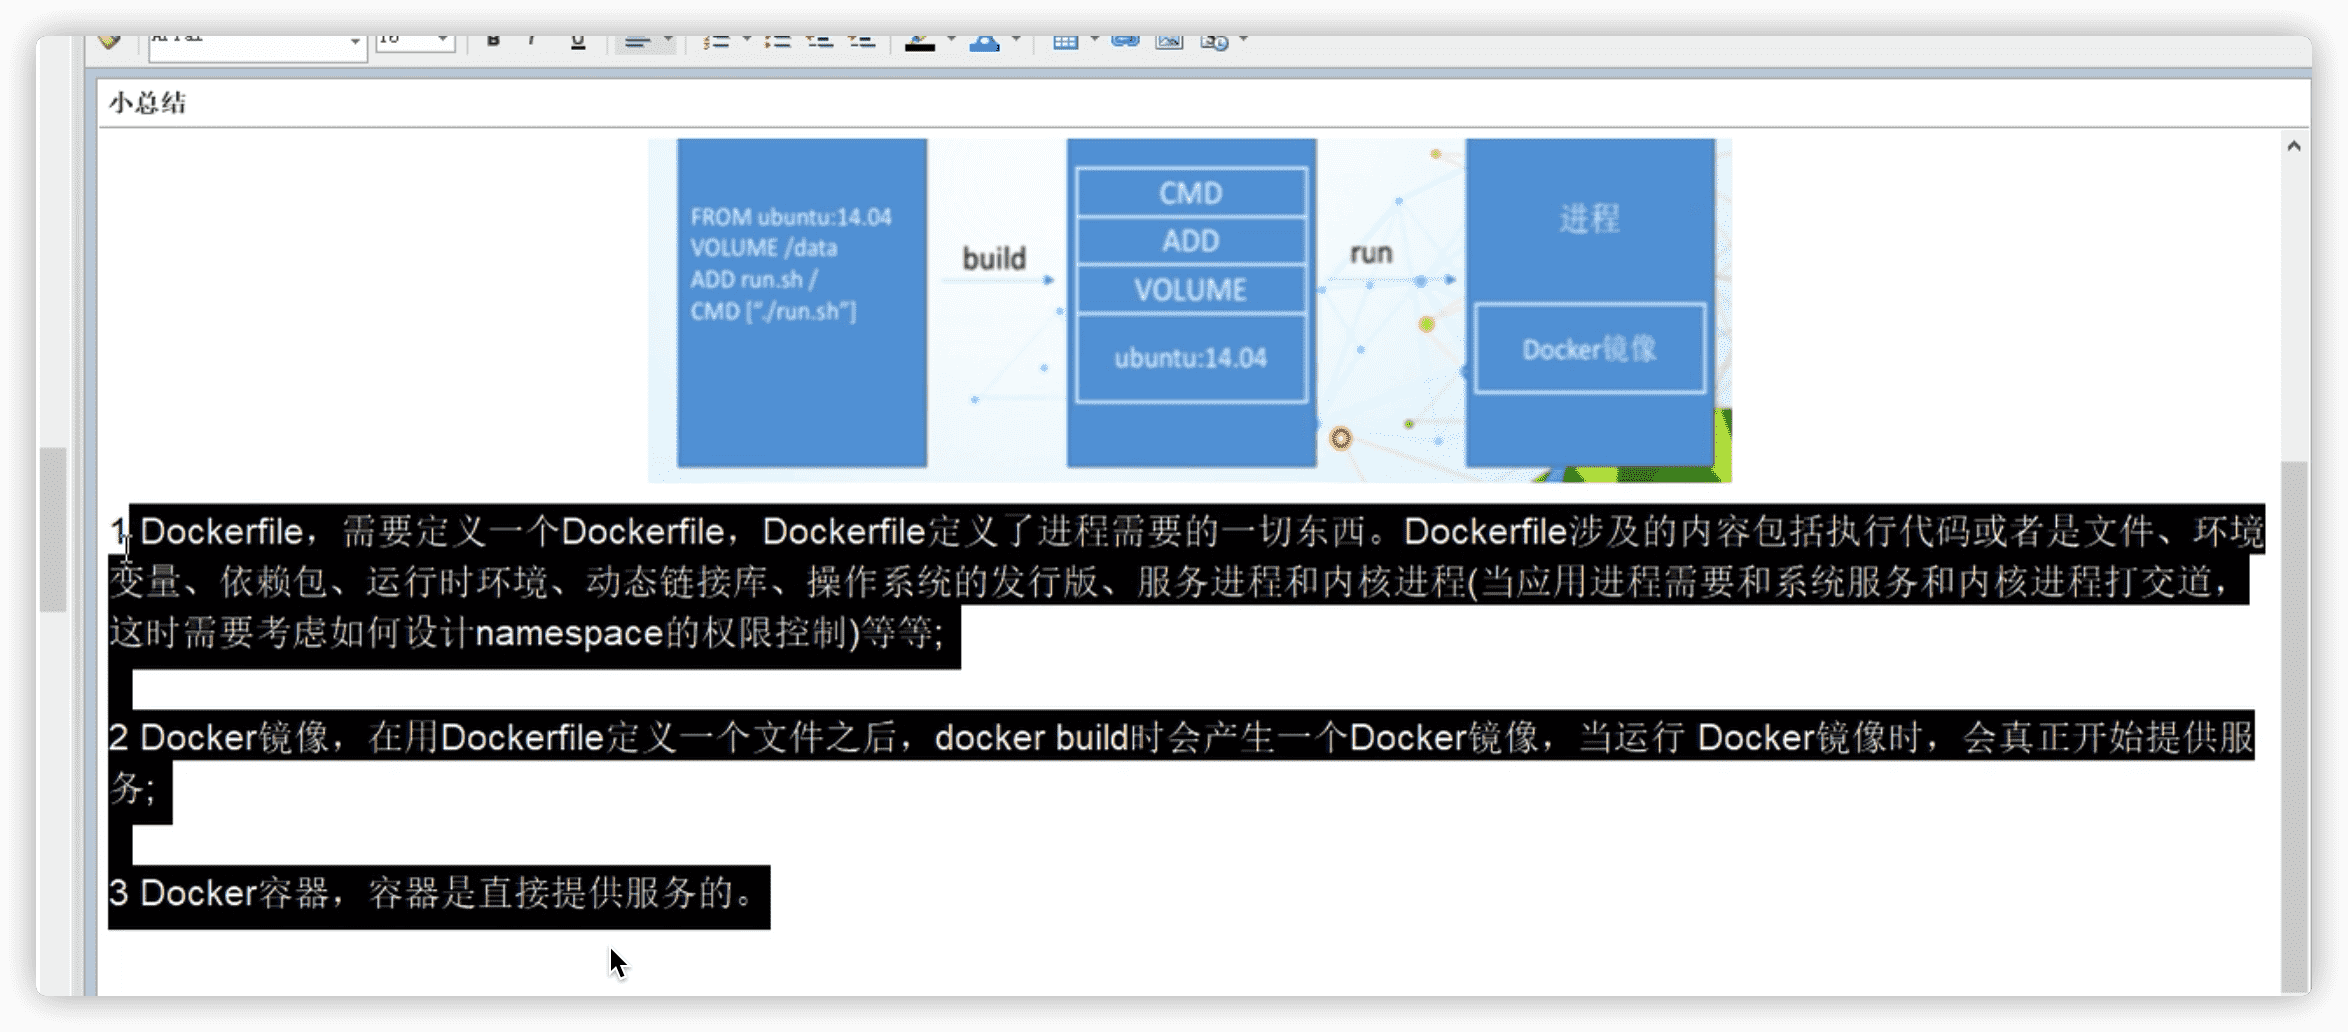 B I U
小总结
FROM ubuntu:14.04
VOLUME /data
ADD run.sh /
CMD ["./run.sh"]
build
CMD
ADD
VOLUME
ubuntu:14.04
run
进程
Docker镜像
1 Dockerfile，需要定义一个Dockerfile，Dockerfile定义了进程需要的一切东西。Dockerfile涉及的内容包括执行代码或者是文件、环境
变量、依赖包、运行时环境、动态链接库、操作系统的发行版、服务进程和内核进程(当应用进程需要和系统服务和内核进程打交道，
这时需要考虑如何设计namespace的权限控制)等等;
2 Docker镜像，在用Dockerfile定义一个文件之后，docker build时会产生一个Docker镜像，当运行 Docker镜像时，会真正开始提供服
务;
3 Docker容器，容器是直接提供服务的。